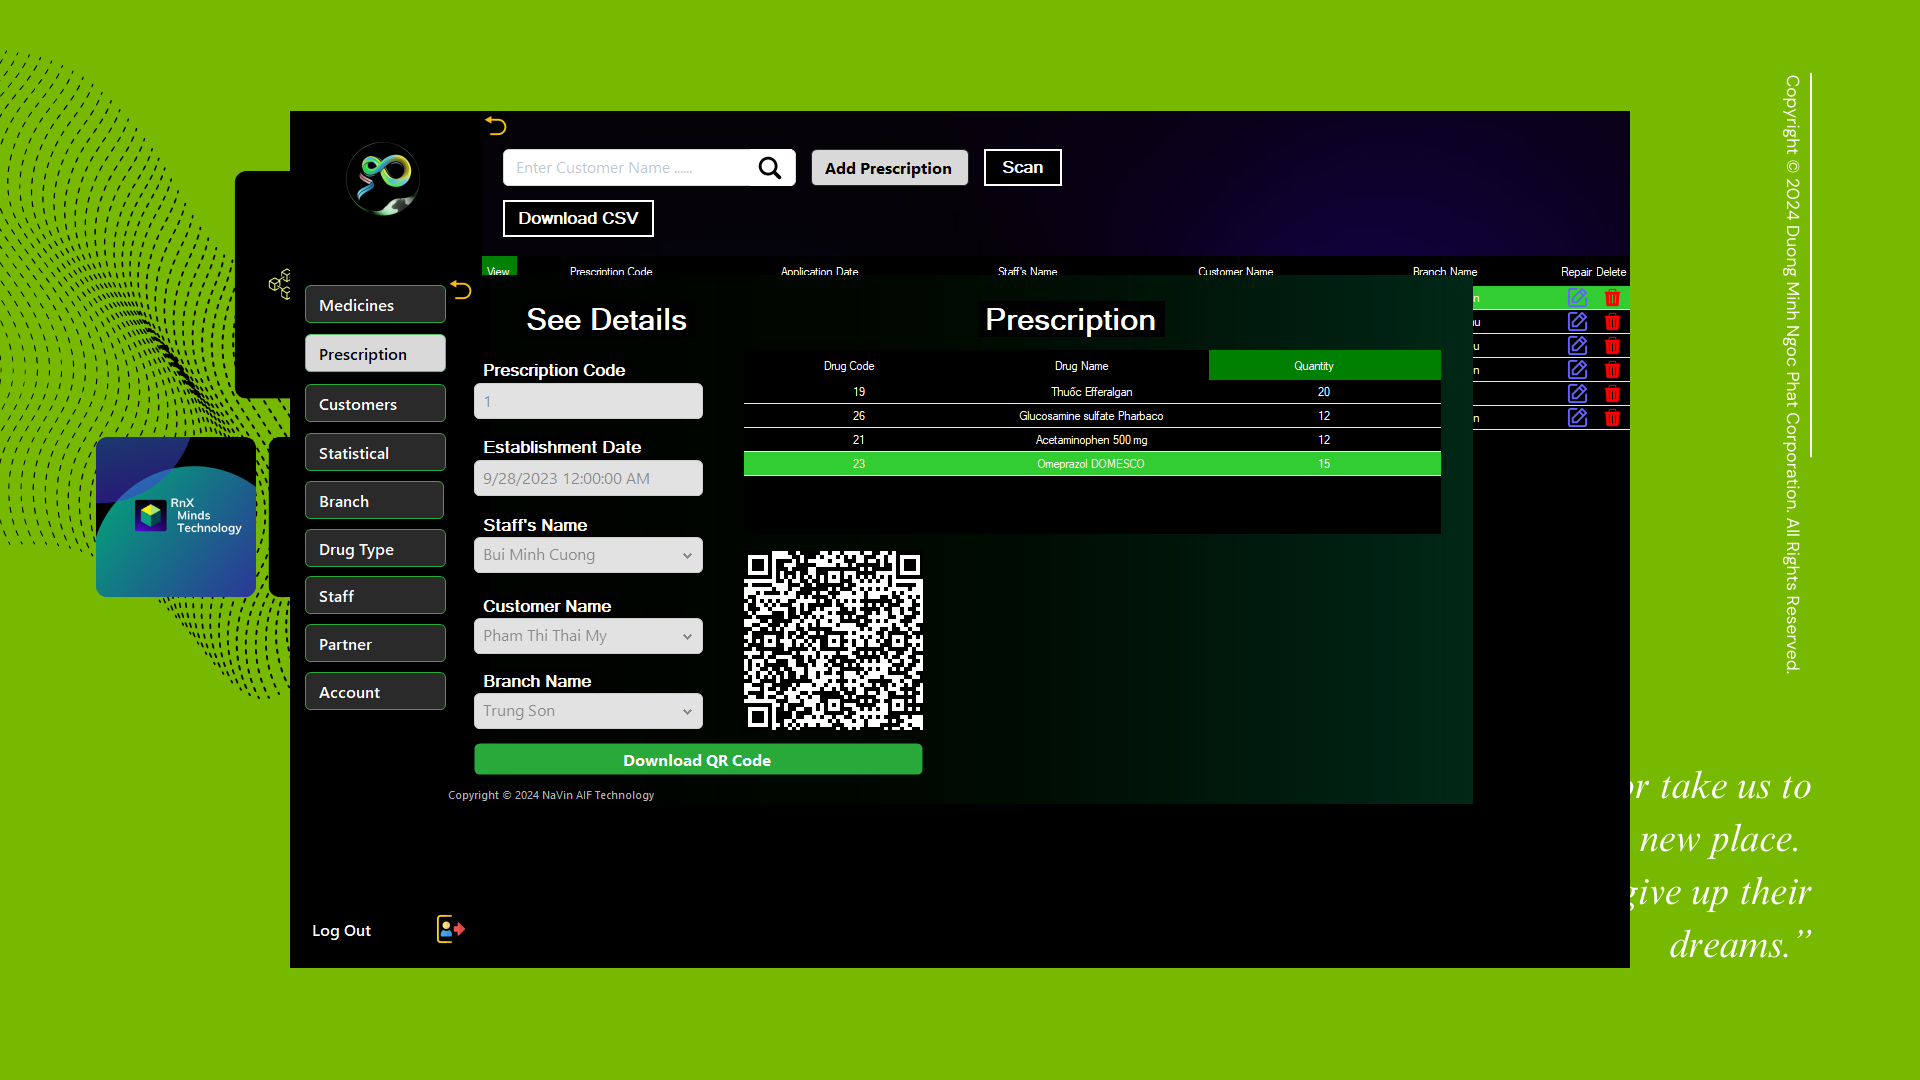 Enter Customer Name ......
Add Prescription
Scan
Download CSV
View Prescription Code Application Date Staff's Name Customer Name Branch Name Repair Delete
Medicines
Prescription
Customers
Statistical
Branch
Drug Type
Staff
Partner
Account
Log Out
See Details
Prescription Code
1
Establishment Date
9/28/2023 12:00:00 AM
Staff's Name
Bui Minh Cuong
Customer Name
Pham Thi Thai My
Branch Name
Trung Son
Download QR Code
Copyright © 2024 NaVin AIF Technology
Prescription
Drug Code Drug Name Quantity
19 Thuốc Efferalgan 20
26 Glucosamine sulfate Pharbaco 12
21 Acetaminophen 500 mg 12
23 Omeprazol DOMESCO 15
RnX
Minds
Technology
Copyright © 2024 Duong Minh Ngoc Phat Corporation. All Rights Reserved.
take us to
new place.
give up their
dreams.”